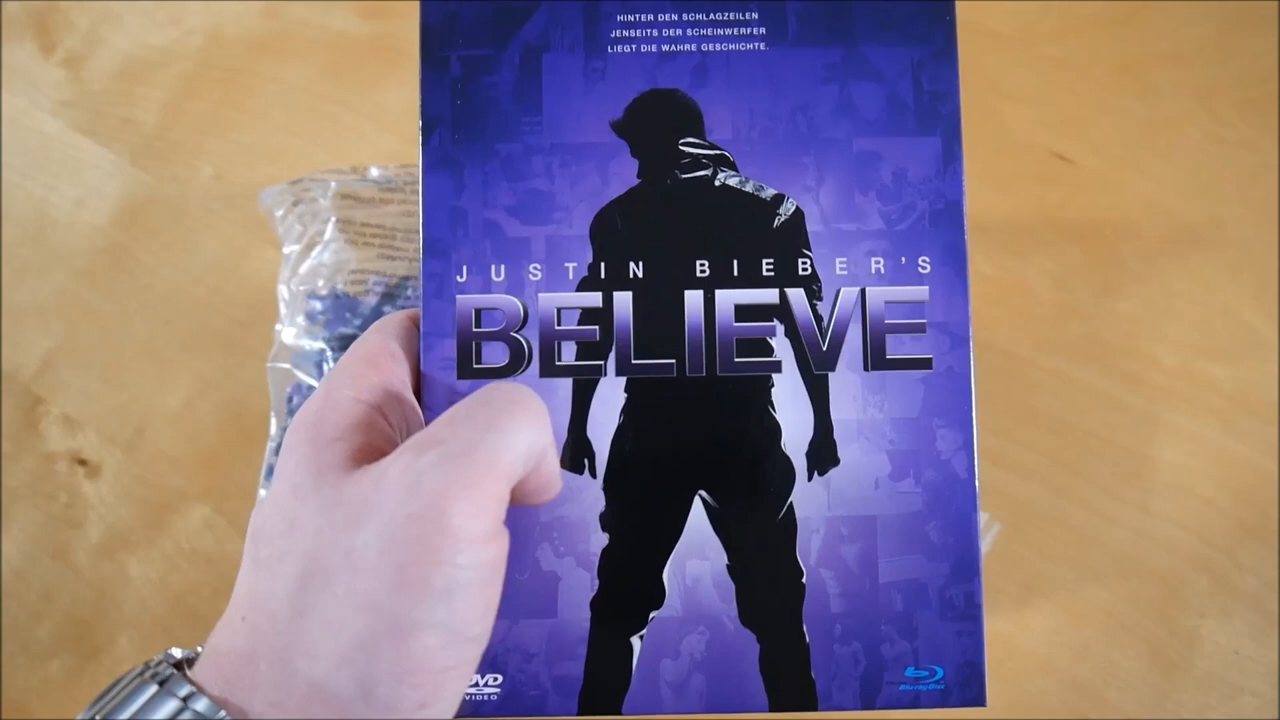 HINTER DEN SCHLAGZEILEN
JENSEITS DER SCHEINWERFER
LIEGT DIE WAHRE GESCHICHTE.
JUSTIN BIEBER'S
BELIEVE
DVD
VIDEO
Blu-ray Disc